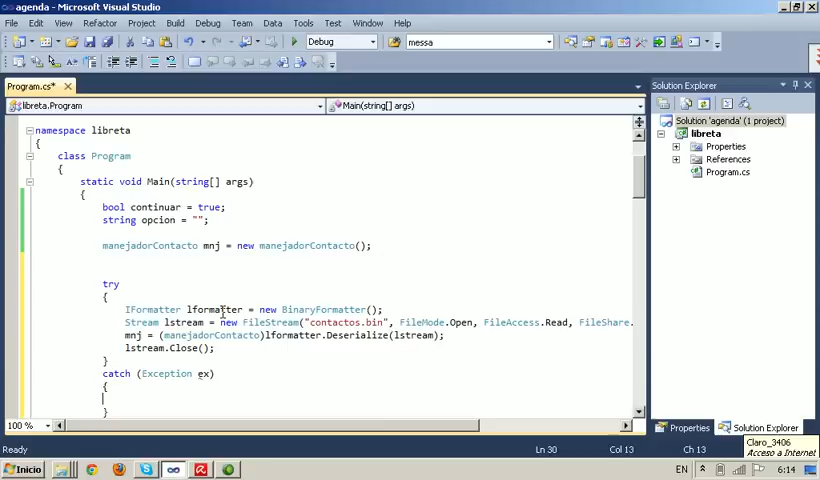 agenda - Microsoft Visual Studio
File Edit View Refactor Project Build Debug Team Data Tools Test Window Help
Debug messa
Program.cs*
libreta.Program Main(string[] args)
namespace libreta
{
class Program
{
static void Main(string[] args)
{
bool continuar = true;
string opcion = "";
manejadorContacto mnj = new manejadorContacto();
try
{
IFormatter lformatter = new BinaryFormatter();
Stream lstream = new FileStream("contactos.bin", FileMode.Open, FileAccess.Read, FileShare.
mnj = (manejadorContacto)lformatter.Deserialize(lstream);
lstream.Close();
}
catch (Exception ex)
{
}
100 %
Solution Explorer
Solution 'agenda' (1 project)
libreta
Properties
References
Program.cs
Properties Solution Explorer
Ready Ln 30 Col 13 Ch 13
Claro_3406
Acceso a Internet
Inicio EN 6:14